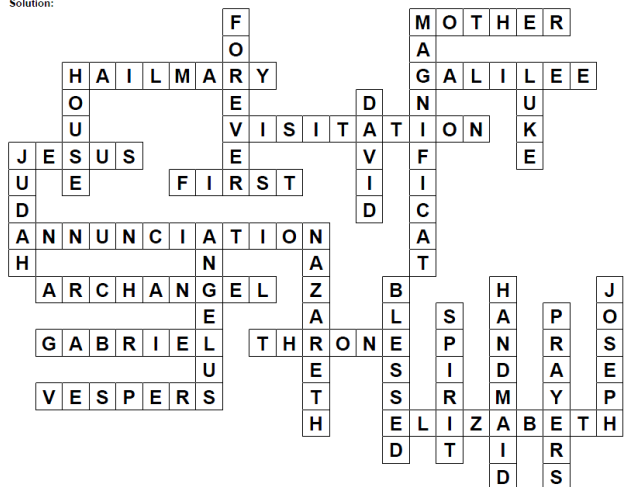 Solution:
FOREVER
MOTHER
MAGNIFICAT
HAILMARY
HOUSE
GALILEE
LUKE
DAVID
VISITATION
JESUS
JUDAH
FIRST
ANNUNCIATION
ANGELUS
NAZARETH
ARCHANGEL
BLESSED
HANDMAID
JOSEPH
SPIRIT
PRAYERS
GABRIEL
THRONE
VESPERS
ELIZABETH